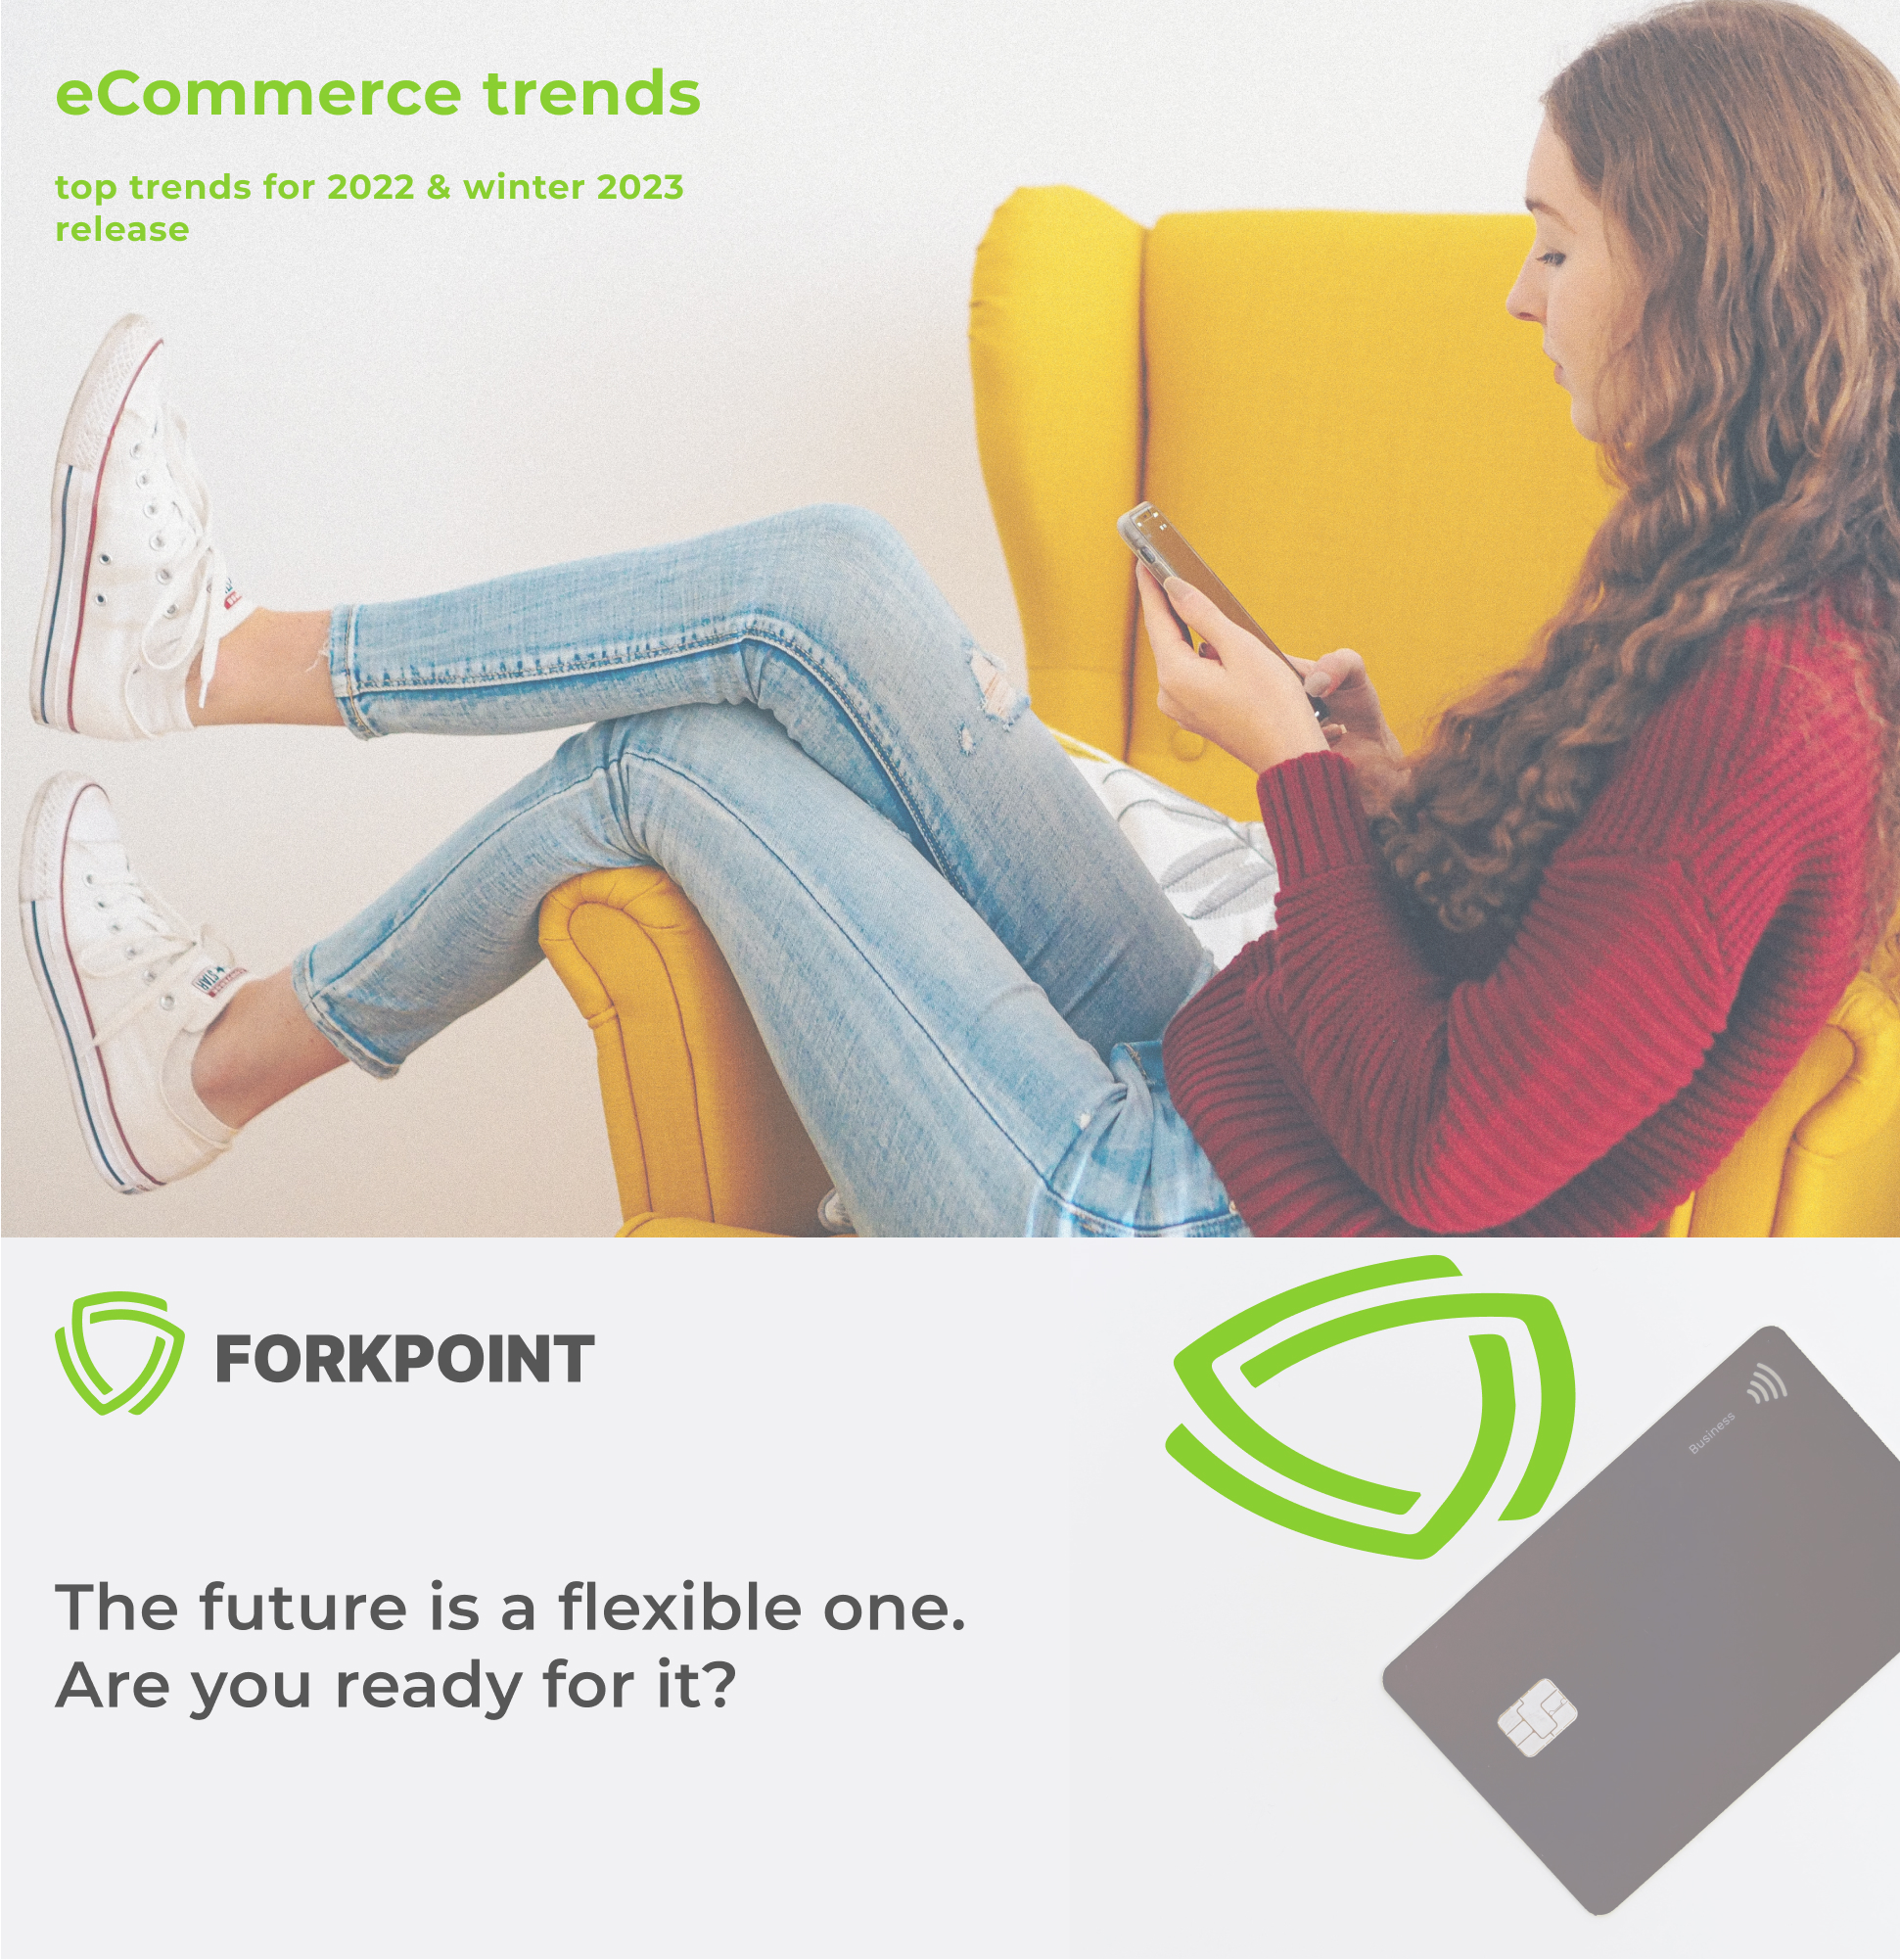 eCommerce trends
top trends for 2022 & winter 2023
release
STAR
FORKPOINT
Business
The future is a flexible one.
Are you ready for it?